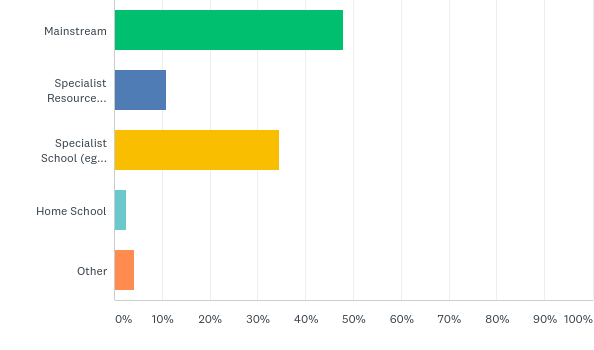 Mainstream
Specialist
Resource...
Specialist
School (eg...
Home School
Other
0% 10% 20% 30% 40% 50% 60% 70% 80% 90% 100%